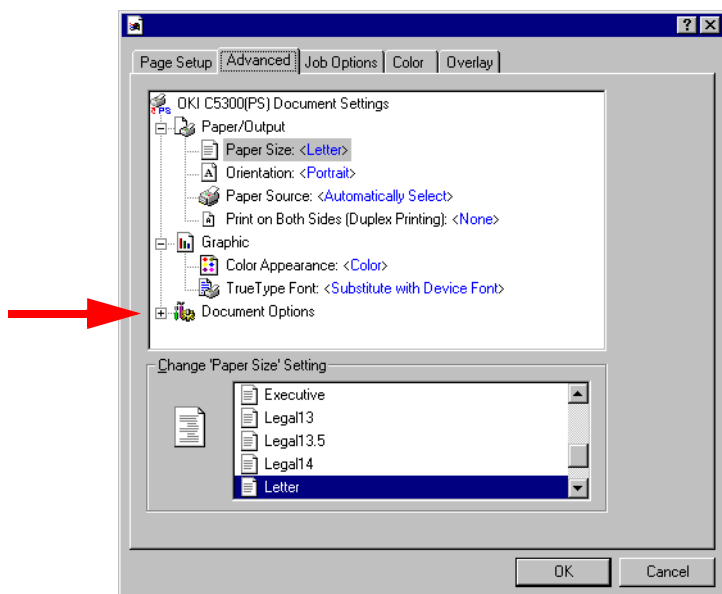 Page Setup Advanced Job Options Color Overlay
OKI C5300(PS) Document Settings
Paper/Output
Paper Size: <Letter>
Orientation: <Portrait>
Paper Source: <Automatically Select>
Print on Both Sides (Duplex Printing): <None>
Graphic
Color Appearance: <Color>
TrueType Font: <Substitute with Device Font>
Document Options
Change 'Paper Size' Setting
Executive
Legal13
Legal13.5
Legal14
Letter
OK Cancel